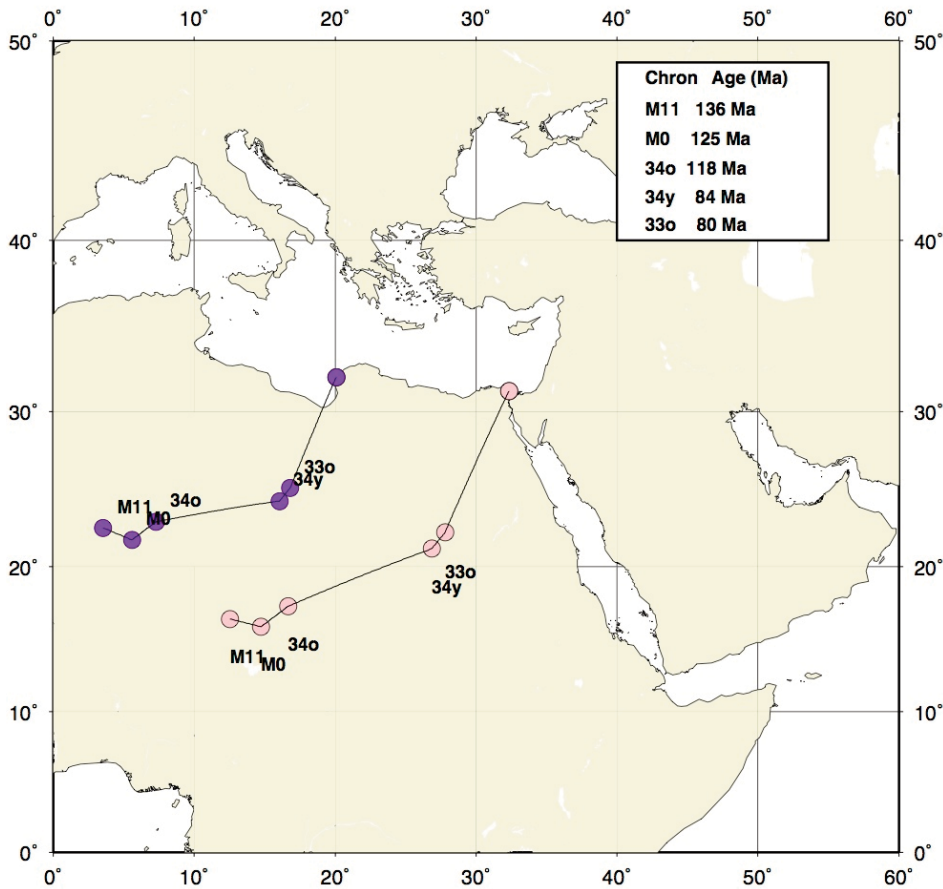 0° 10° 20° 30° 40° 50° 60°
50° 50°
Chron Age (Ma)
M11 136 Ma
M0 125 Ma
34o 118 Ma
34y 84 Ma
33o 80 Ma
40° 40°
30° 30°
33o
34y
M11 34o
M0
20° 20°
33o
34y
34o
M11 M0
10° 10°
0° 0°
0° 10° 20° 30° 40° 50° 60°